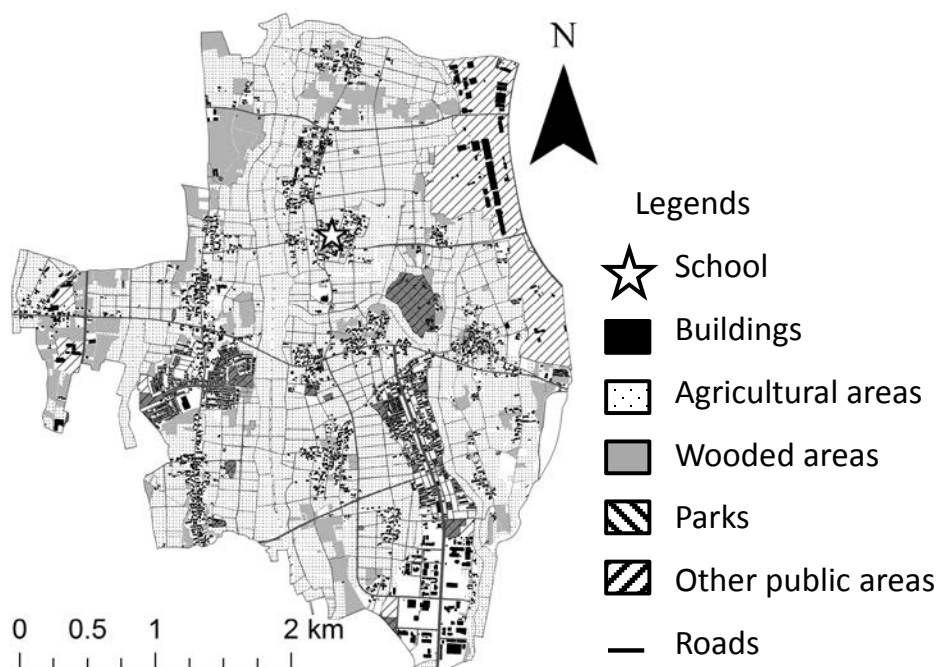 N
Legends
School
Buildings
Agricultural areas
Wooded areas
Parks
Other public areas
Roads
0 0.5 1 2 km